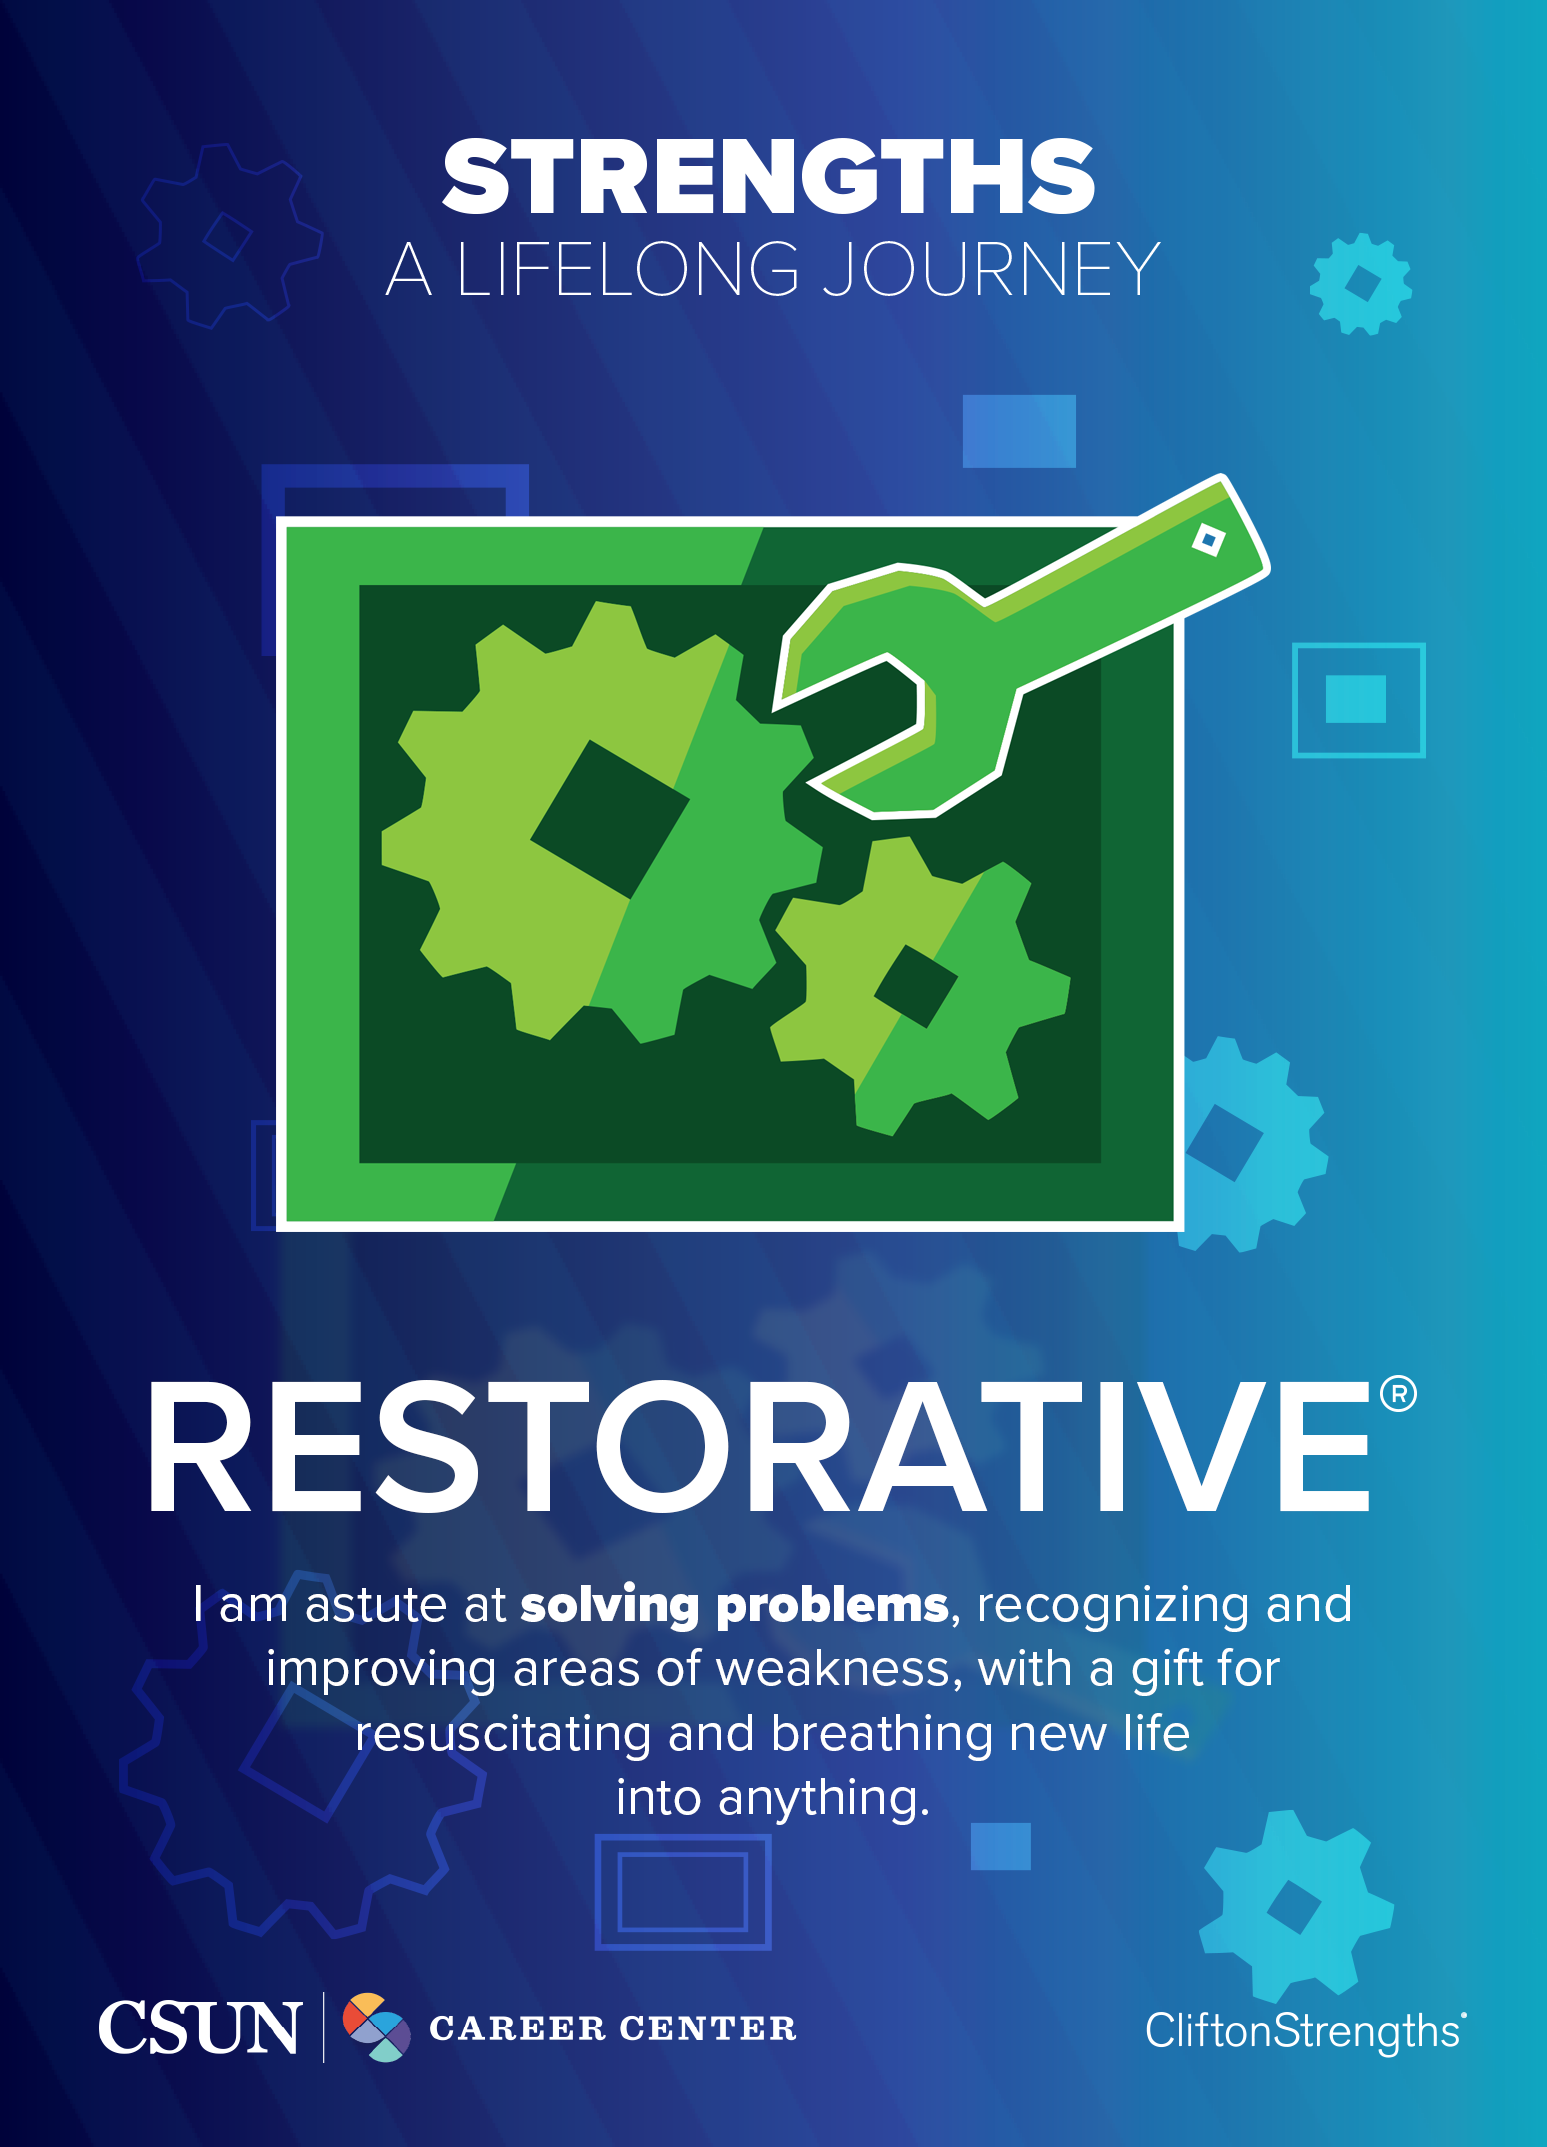 STRENGTHS
A LIFELONG JOURNEY
RESTORATIVE®
I am astute at solving problems, recognizing and
improving areas of weakness, with a gift for
resuscitating and breathing new life
into anything.
CSUN | CAREER CENTER
CliftonStrengths®